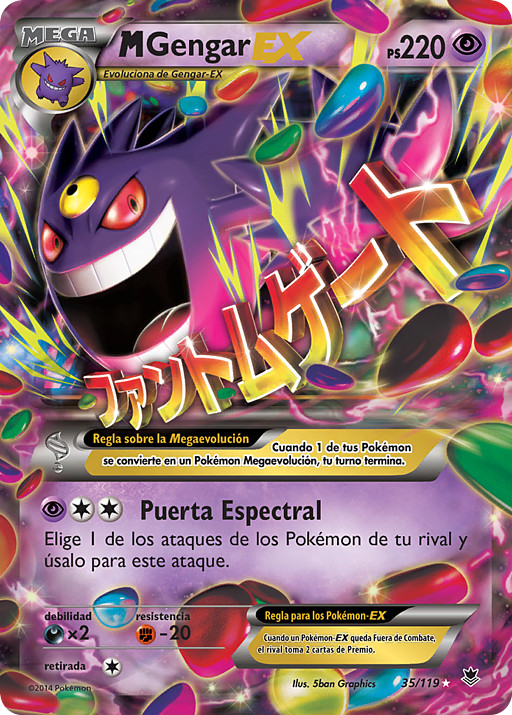 MEGA
MGengar EX
PS220
Evoluciona de Gengar-EX
ファントムゲート
Regla sobre la Megaevolución
Cuando 1 de tus Pokémon
se convierte en un Pokémon Megaevolución, tu turno termina.
Puerta Espectral
Elige 1 de los ataques de los Pokémon de tu rival y
úsalo para este ataque.
debilidad
×2
resistencia
-20
retirada
Regla para los Pokémon-EX
Cuando un Pokémon-EX queda Fuera de Combate,
el rival toma 2 cartas de Premio.
©2014 Pokémon
Ilus. 5ban Graphics
35/119